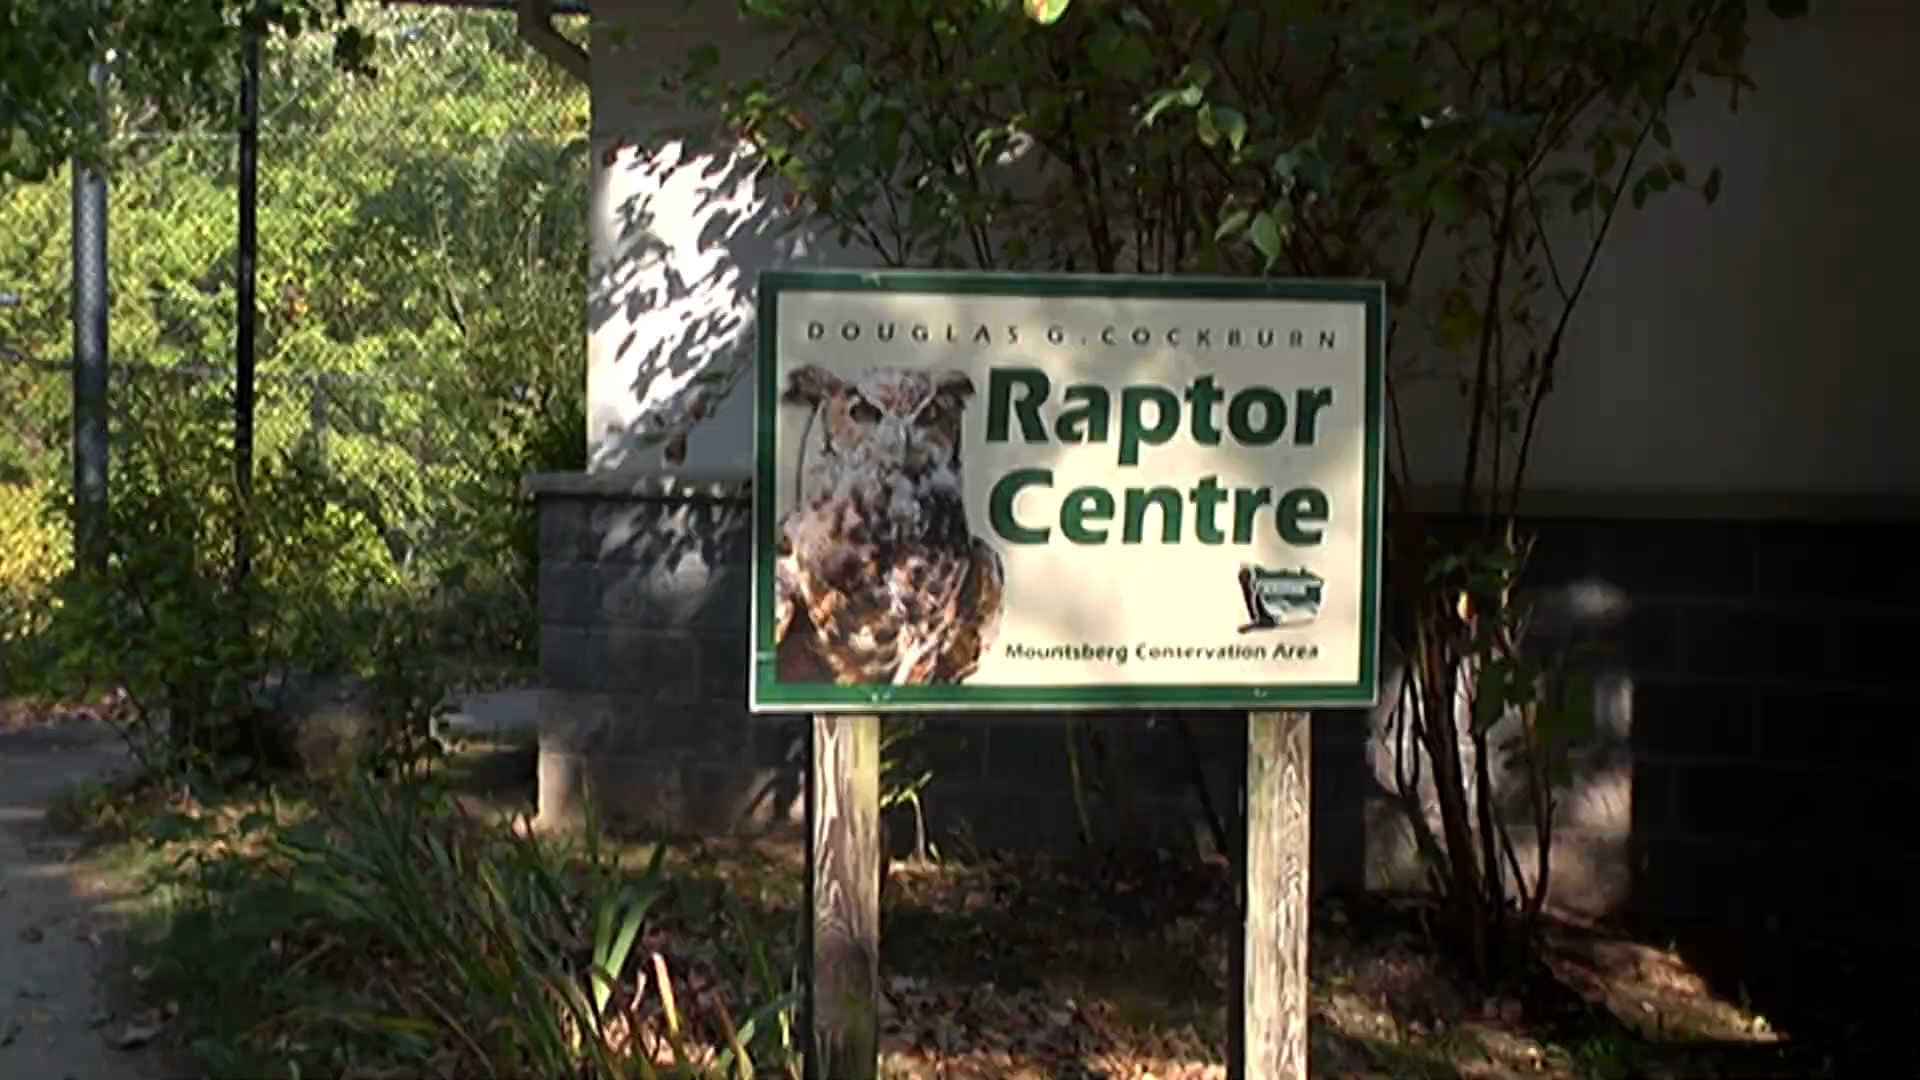 DOUGLAS G. COCKBURN
Raptor
Centre
Mountsberg Conservation Area